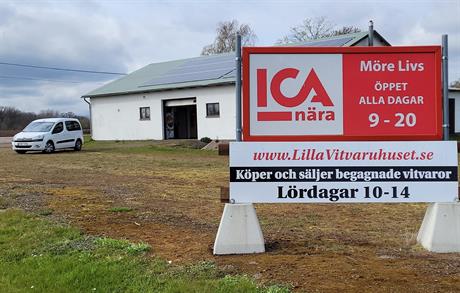 ICA
nära
Möre Livs
ÖPPET
ALLA DAGAR
9 - 20
www.LillaVitvaruhuset.se
Köper och säljer begagnade vitvaror
Lördagar 10-14